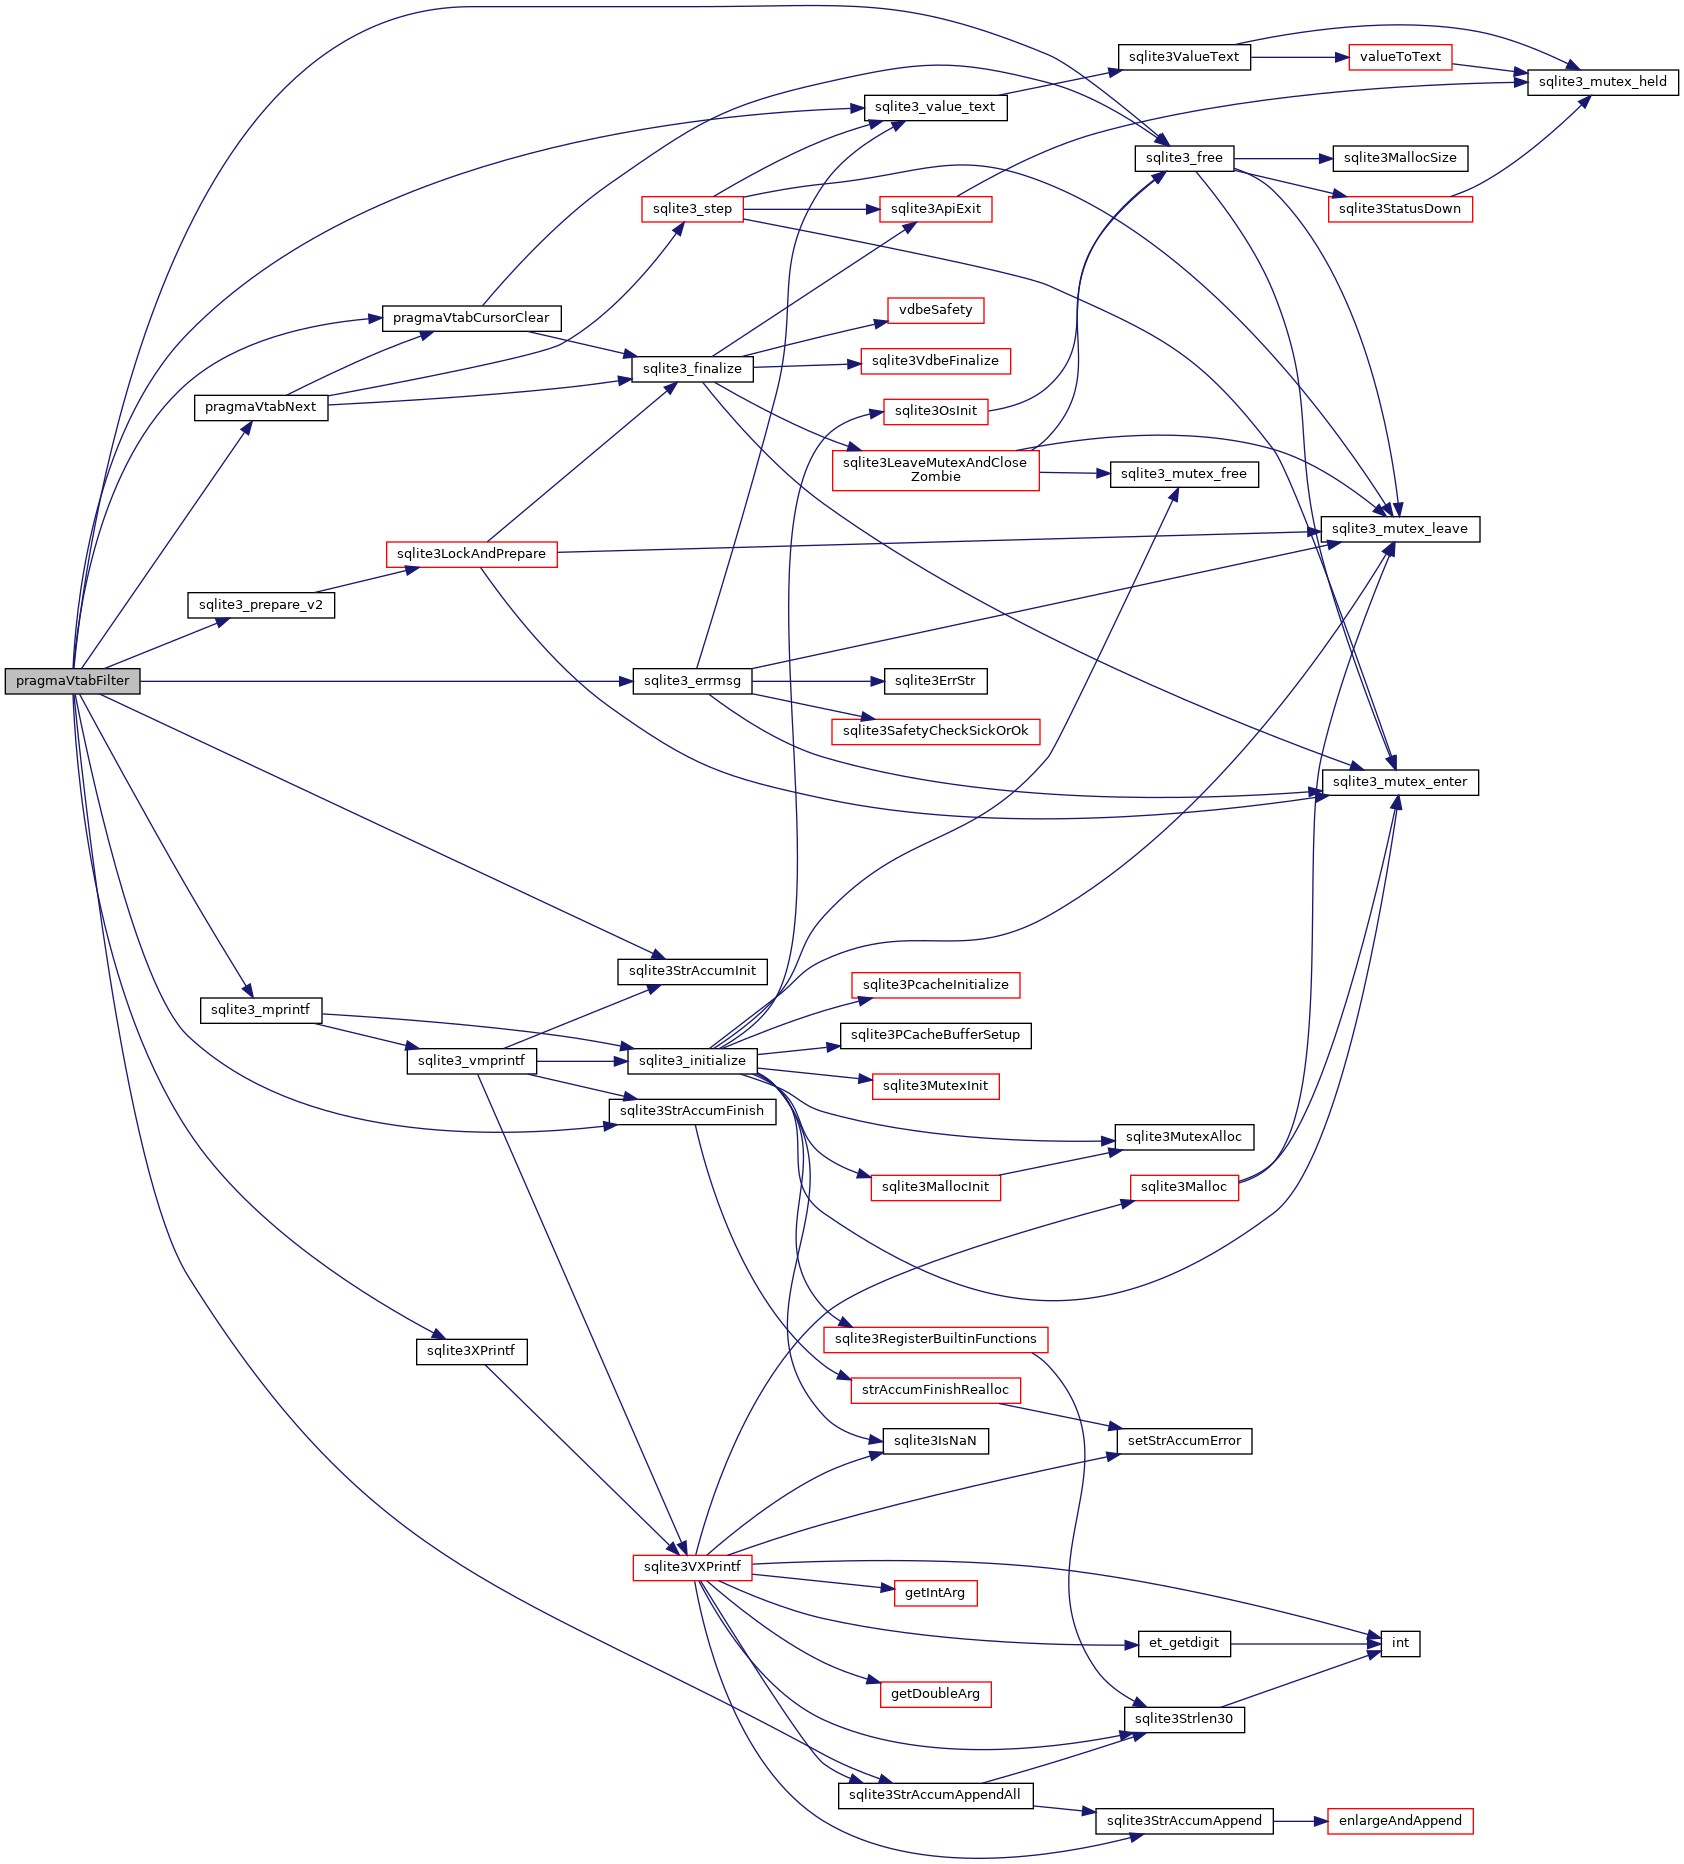 sqlite3ValueText
valueToText
sqlite3_mutex_held
sqlite3_value_text
sqlite3_free
sqlite3MallocSize
sqlite3_step
sqlite3ApiExit
sqlite3StatusDown
vdbeSafety
pragmaVtabCursorClear
sqlite3_finalize
sqlite3VdbeFinalize
pragmaVtabNext
sqlite3OsInit
sqlite3LeaveMutexAndClose
Zombie
sqlite3_mutex_free
sqlite3_mutex_leave
sqlite3LockAndPrepare
sqlite3_prepare_v2
pragmaVtabFilter
sqlite3_errmsg
sqlite3ErrStr
sqlite3SafetyCheckSickOrOk
sqlite3_mutex_enter
sqlite3StrAccumInit
sqlite3PcacheInitialize
sqlite3_mprintf
sqlite3PCacheBufferSetup
sqlite3_vmprintf
sqlite3_initialize
sqlite3MutexInit
sqlite3StrAccumFinish
sqlite3MutexAlloc
sqlite3MallocInit
sqlite3Malloc
sqlite3RegisterBuiltinFunctions
sqlite3XPrintf
strAccumFinishRealloc
sqlite3IsNaN
setStrAccumError
sqlite3VXPrintf
getIntArg
et_getdigit
int
getDoubleArg
sqlite3Strlen30
sqlite3StrAccumAppendAll
sqlite3StrAccumAppend
enlargeAndAppend